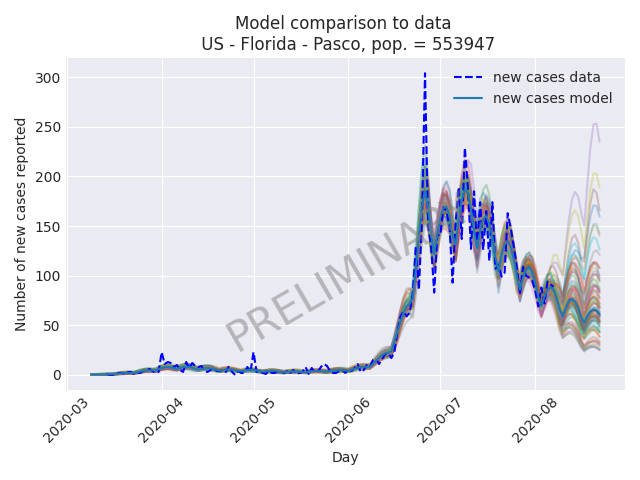 Model comparison to data
US - Florida - Pasco, pop. = 553947
Number of new cases reported
300
250
200
150
100
50
0
new cases data
new cases model
2020-03
2020-04
2020-05
2020-06
2020-07
2020-08
Day